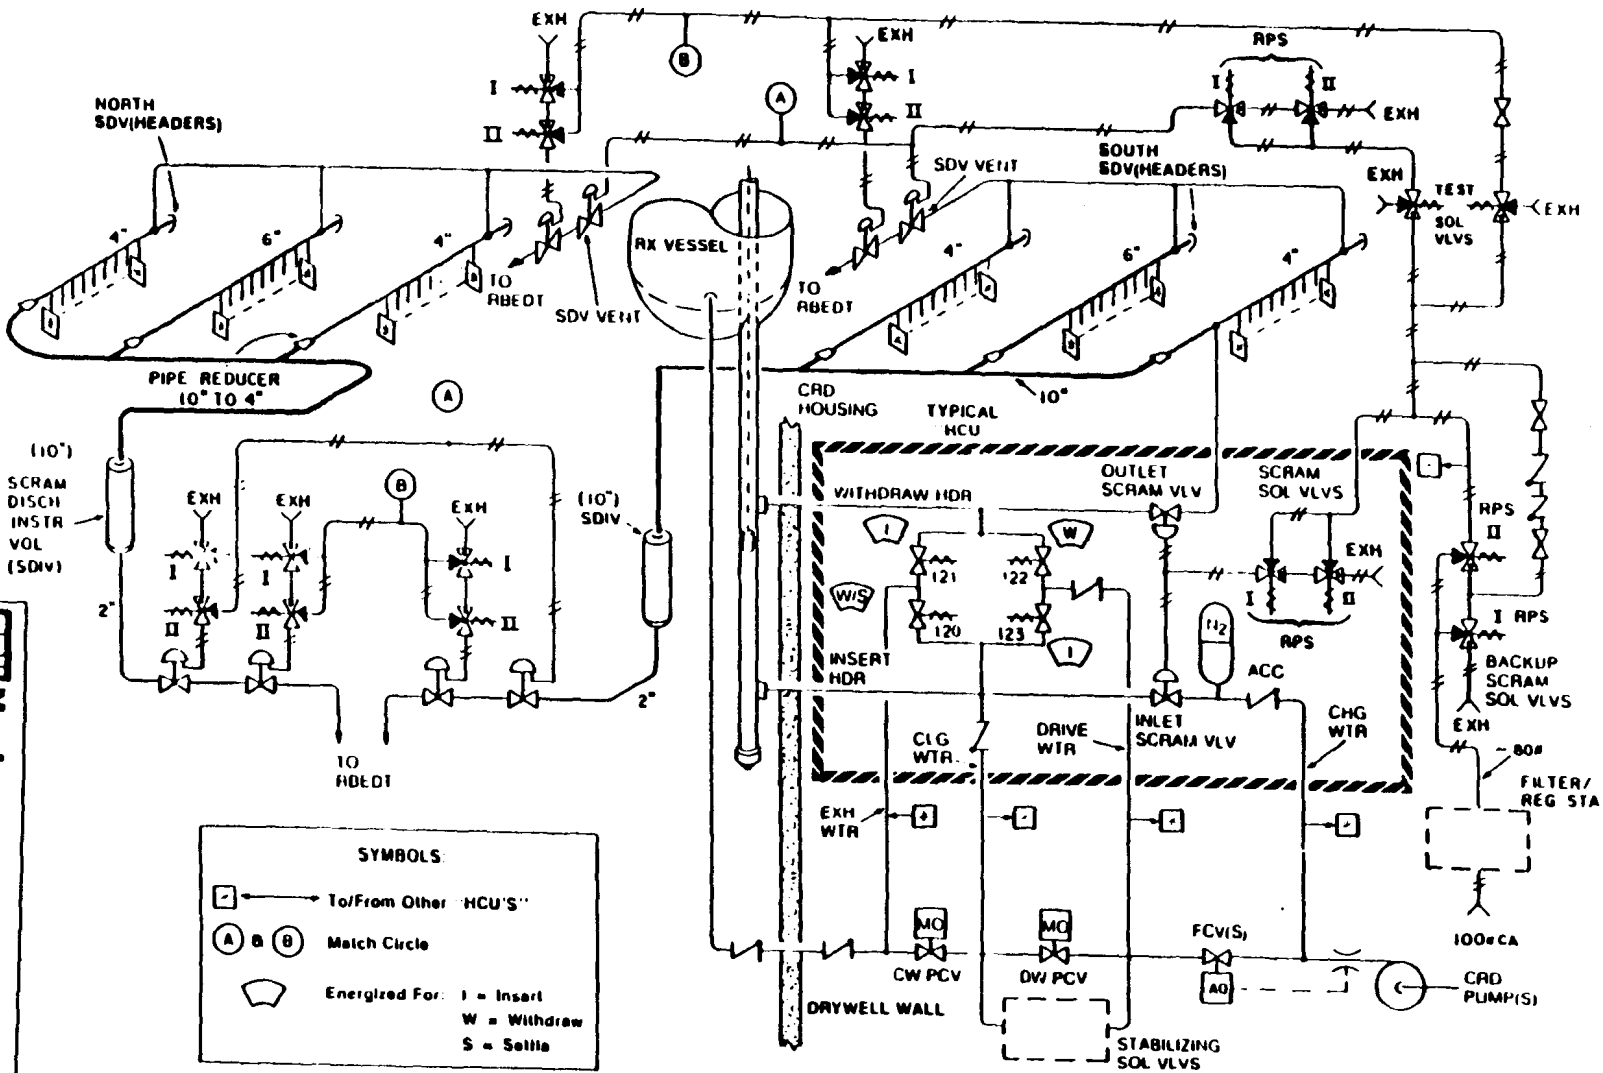 EXH
B
EXH
RPS
I
I
I
II
NORTH
SDV(HEADERS)
A
II
II
EXH
SOUTH
SDV(HEADERS)
SDV VENT
EXH
TEST
SOL
VLVS
EXH
4"
6"
4"
RX VESSEL
4"
6"
4"
TO
RBEDT
SDV VENT
TO
RBEDT
PIPE REDUCER
10" TO 4"
A
CRD
HOUSING
TYPICAL
HCU
10"
(10")
SCRAM
DISCH
INSTR
VOL
(SDIV)
EXH
EXH
B
EXH
(10")
SDIV
OUTLET
SCRAM VLV
SCRAM
SOL VLVS
WITHDRAW HDR
I
W
RPS
II
I
I
I
121
122
EXH
W/S
I
II
2"
II
II
II
120
123
N2
RPS
I RPS
INSERT
HDR
I
ACC
BACKUP
SCRAM
SOL VLVS
2"
INLET
SCRAM VLV
CHG
WTR
EXH
CLG
WTR
DRIVE
WTR
TO
RBEDT
~80#
FILTER/
REG STA
EXH
WTR
SYMBOLS:
To/From Other "HCU'S"
A & B Match Circle
Energized For: I = Insert
W = Withdraw
S = Settle
MO
MO
FCV(S)
100#CA
CW PCV
DW PCV
AO
CRD
PUMP(S)
DRYWELL WALL
STABILIZING
SOL VLVS